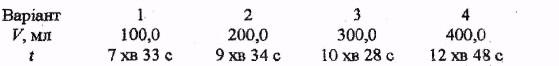 Варіант 1 2 3 4
V, мл 100,0 200,0 300,0 400,0
t 7 хв 33 с 9 хв 34 с 10 хв 28 с 12 хв 48 с